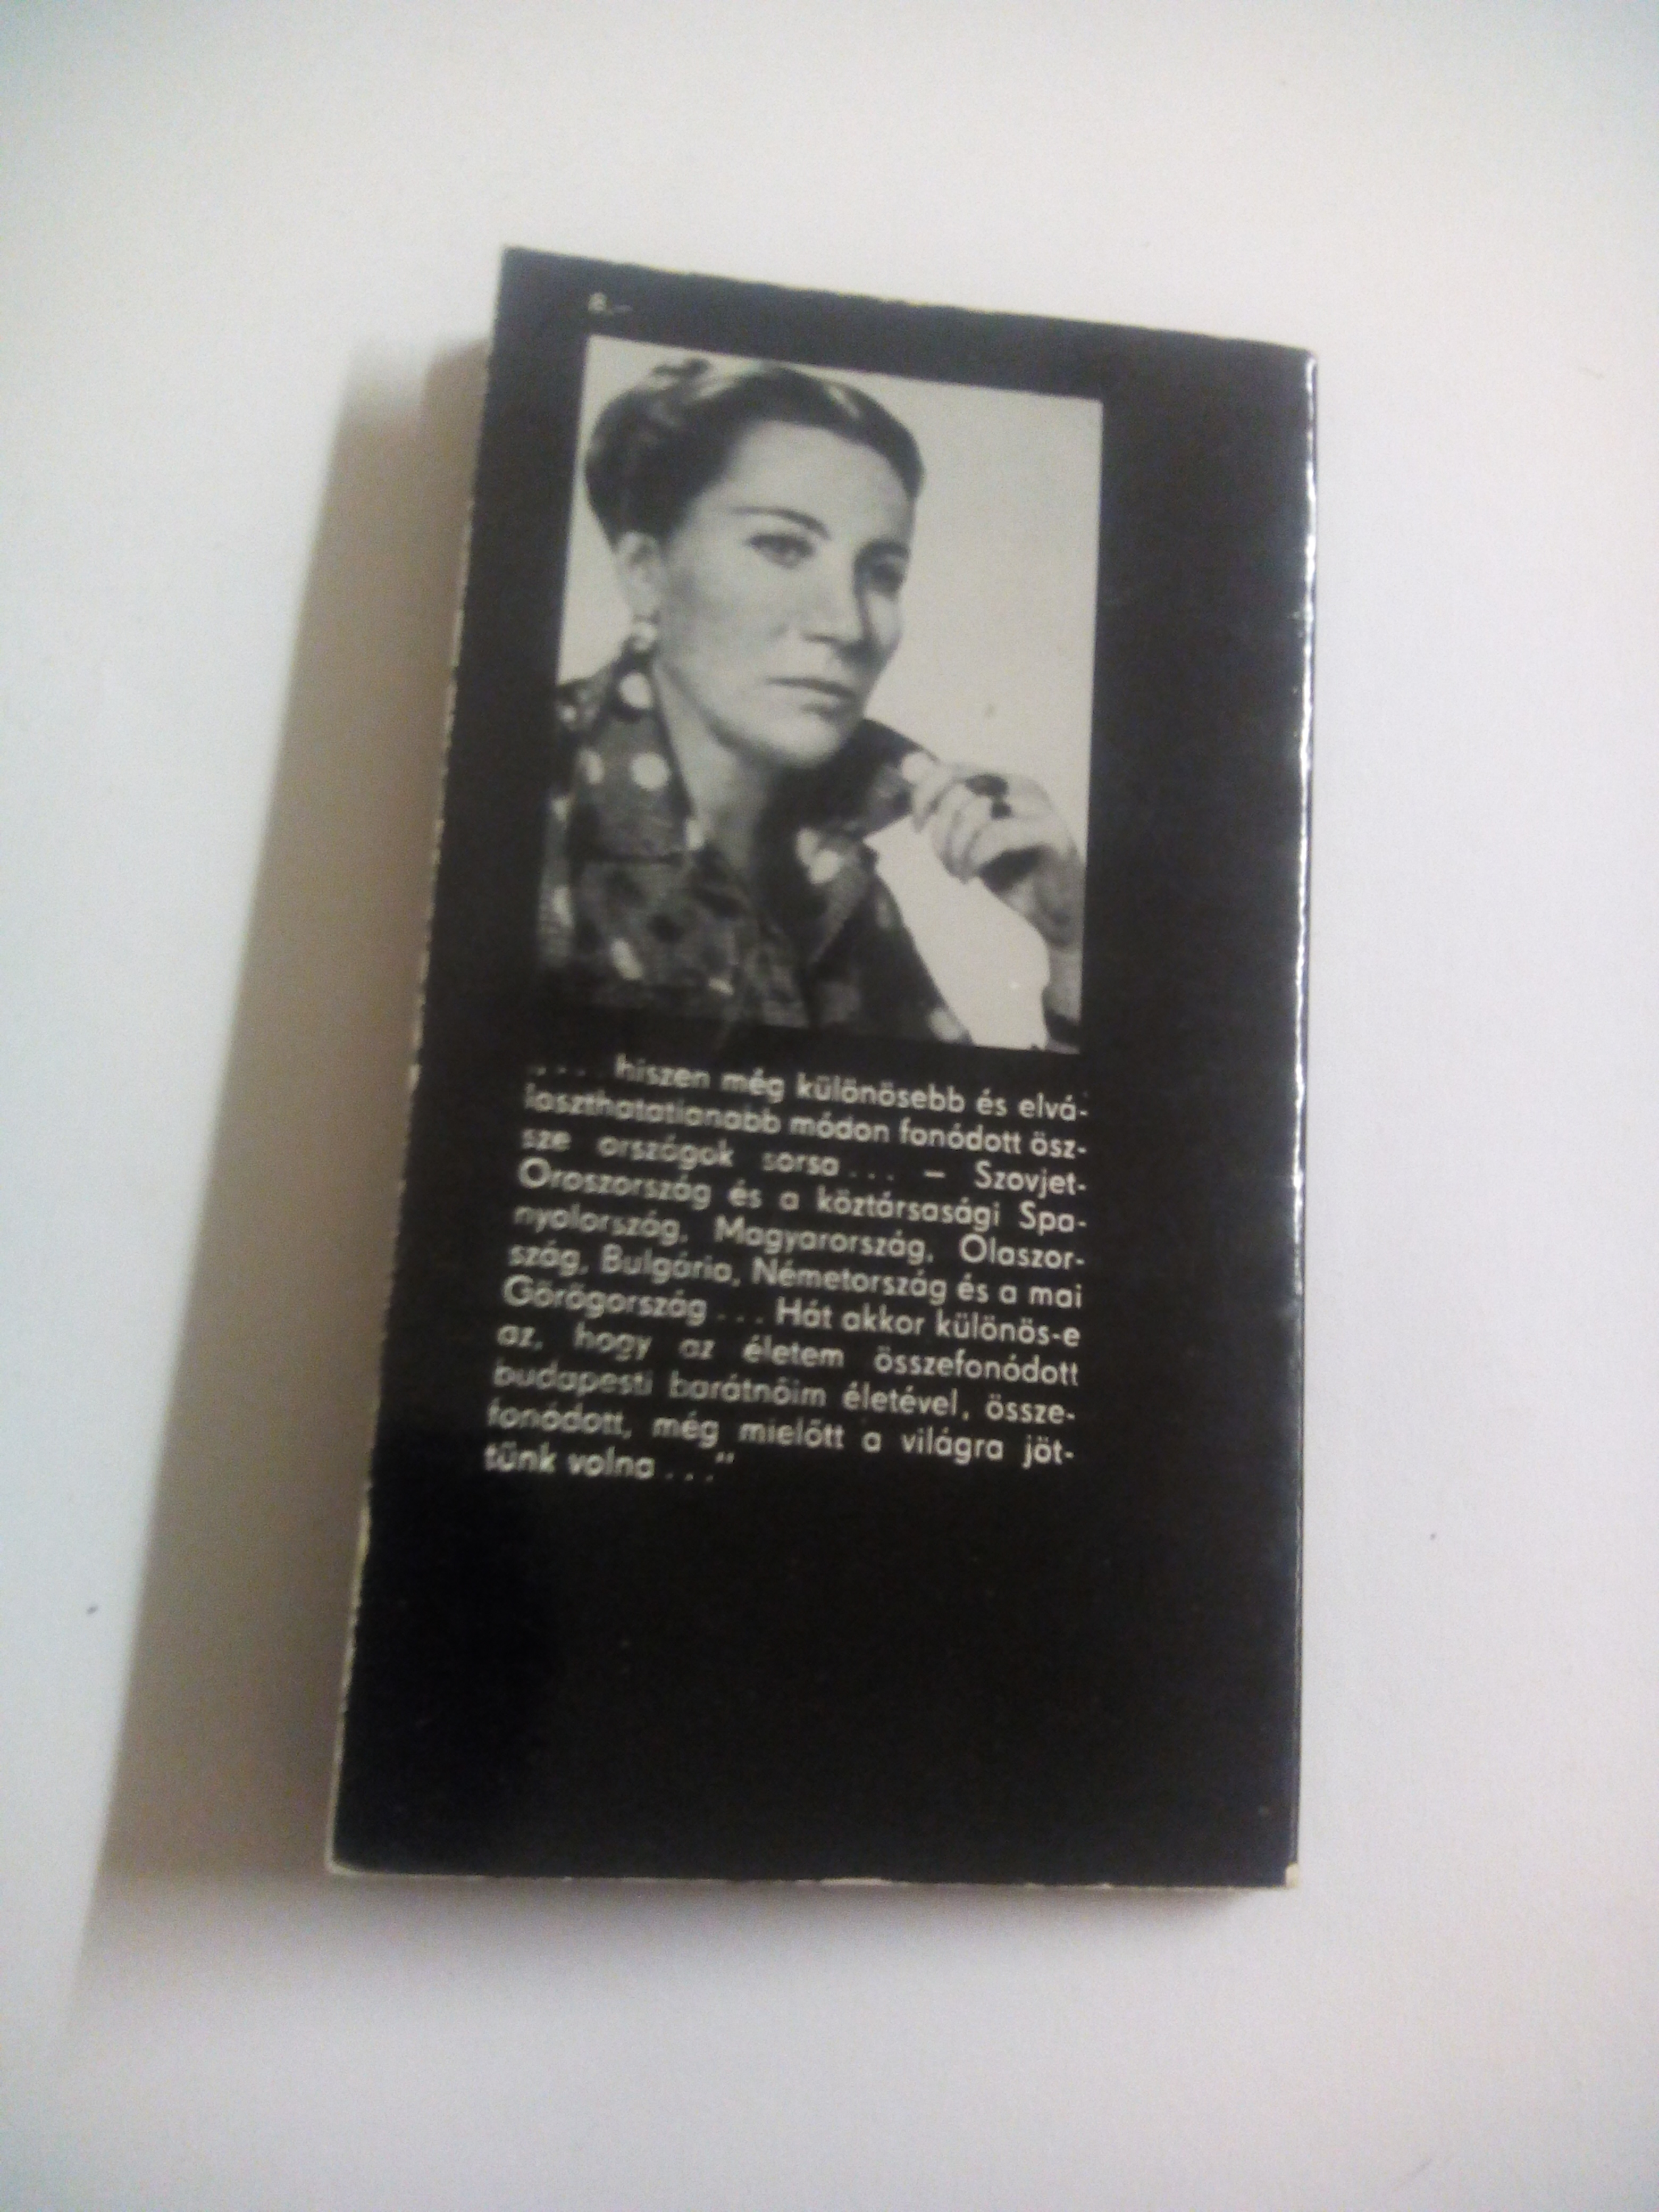 8.–
„... hiszen még különösebb és elvá-
laszthatatlanabb módon fonódott ösz-
sze országok sorsa... – Szovjet-
Oroszország és a köztársasági Spa-
nyolország, Magyarország, Olaszor-
szág, Bulgária, Németország és a mai
Görögország... Hát akkor különös-e
az, hogy az életem összefonódott
budapesti barátnőim életével, össze-
fonódott, még mielőtt a világra jöt-
tünk volna..."